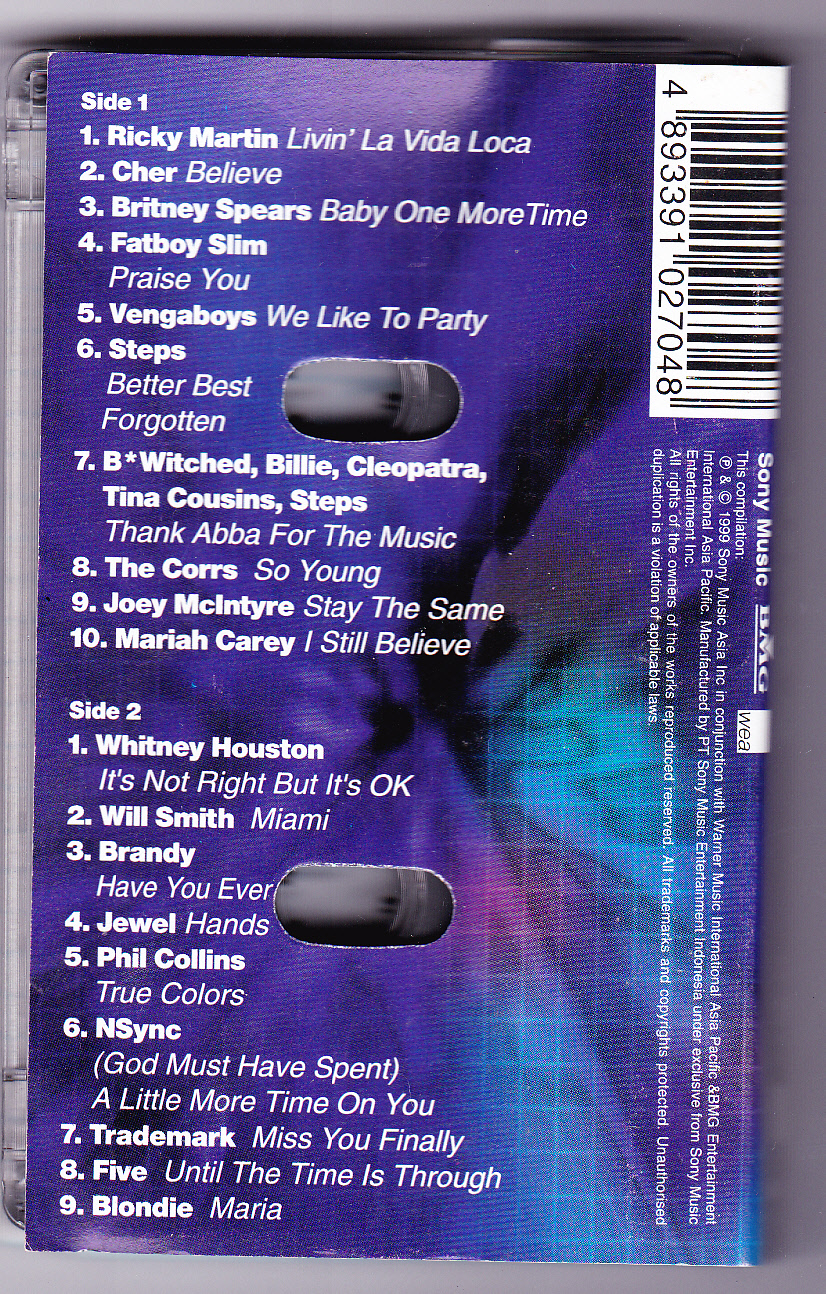 Side 1
1. Ricky Martin Livin' La Vida Loca
2. Cher Believe
3. Britney Spears Baby One More Time
4. Fatboy Slim
Praise You
5. Vengaboys We Like To Party
6. Steps
Better Best
Forgotten
7. B*Witched, Billie, Cleopatra,
Tina Cousins, Steps
Thank Abba For The Music
8. The Corrs So Young
9. Joey McIntyre Stay The Same
10. Mariah Carey I Still Believe
Side 2
1. Whitney Houston
It's Not Right But It's OK
2. Will Smith Miami
3. Brandy
Have You Ever
4. Jewel Hands
5. Phil Collins
True Colors
6. NSync
(God Must Have Spent)
A Little More Time On You
7. Trademark Miss You Finally
8. Five Until The Time Is Through
9. Blondie Maria
4 893391 027048
Sony Music BMG wea
This compilation:
℗ & © 1999 Sony Music Asia Inc in conjunction with Warner Music International Asia Pacific &BMG Entertainment
International Asia Pacific. Manufactured by PT Sony Music Entertainment Indonesia under exclusive from Sony Music
Entertainment Inc.
All rights of the owners of the works reproduced reserved. All trademarks and copyrights protected. Unauthorised
duplication is a violation of applicable laws.